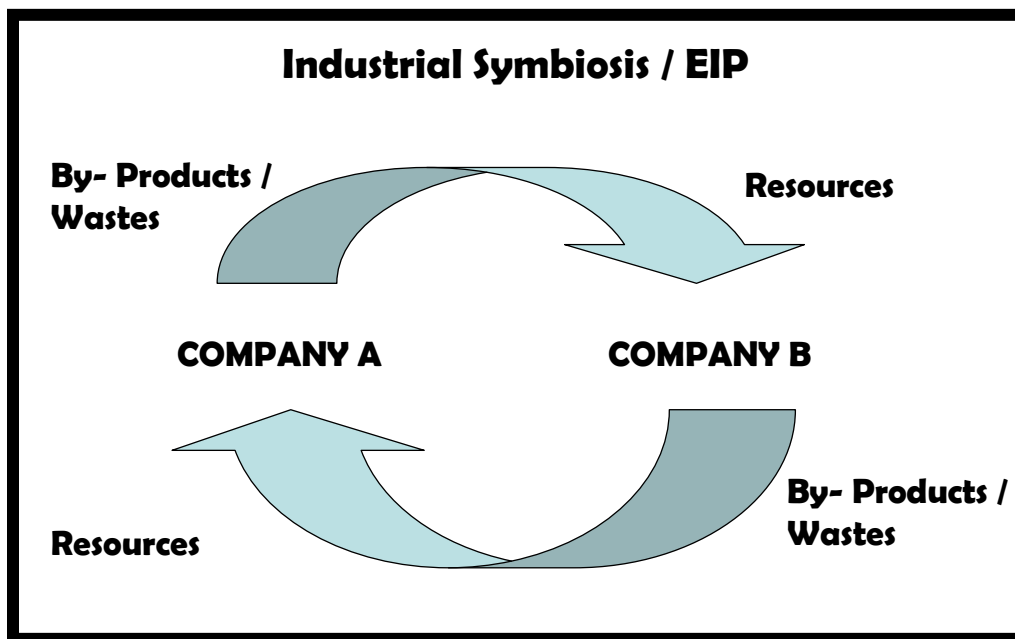 Industrial Symbiosis / EIP
By- Products /
Wastes
Resources
COMPANY A
COMPANY B
Resources
By- Products /
Wastes